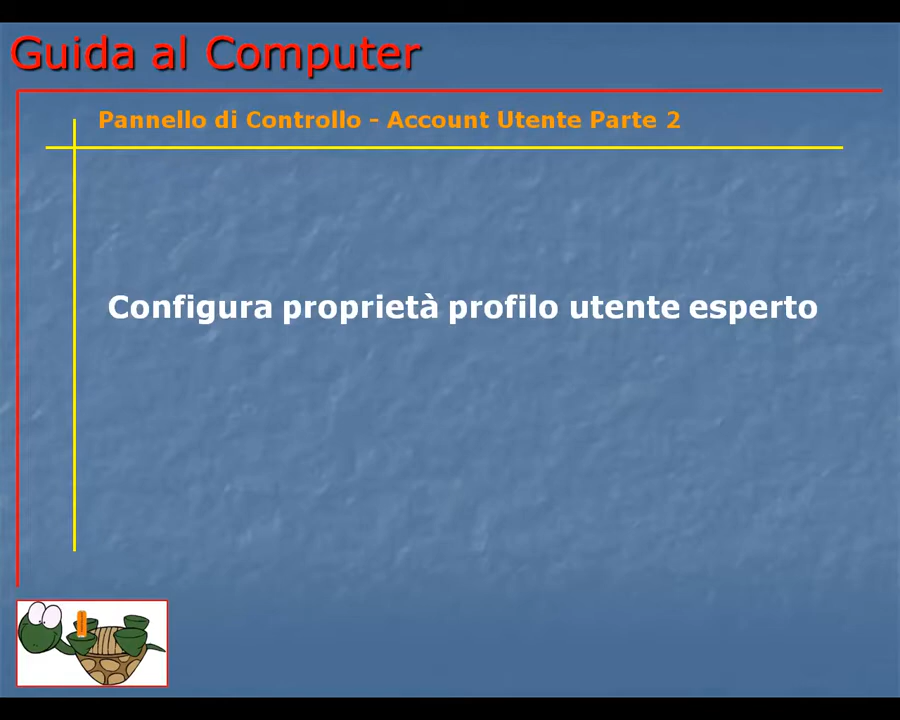 Guida al Computer
Pannello di Controllo - Account Utente Parte 2
Configura proprietà profilo utente esperto